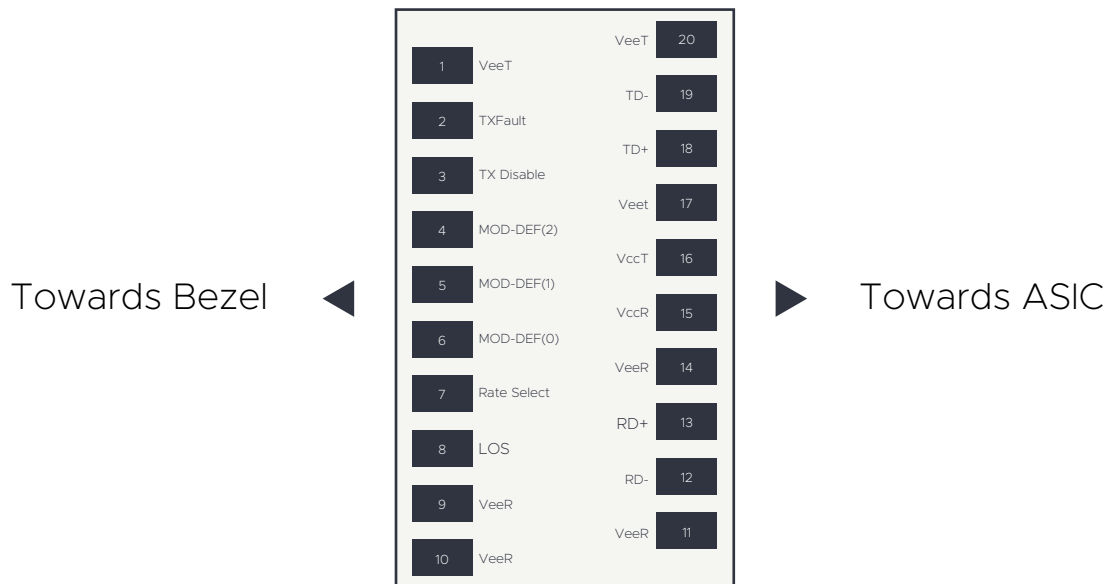 VeeT 20
1 VeeT
TD- 19
2 TXFault
TD+ 18
3 TX Disable
Veet 17
4 MOD-DEF(2)
VccT 16
5 MOD-DEF(1)
Towards Bezel
Towards ASIC
VccR 15
6 MOD-DEF(0)
VeeR 14
7 Rate Select
RD+ 13
8 LOS
RD- 12
9 VeeR
VeeR 11
10 VeeR